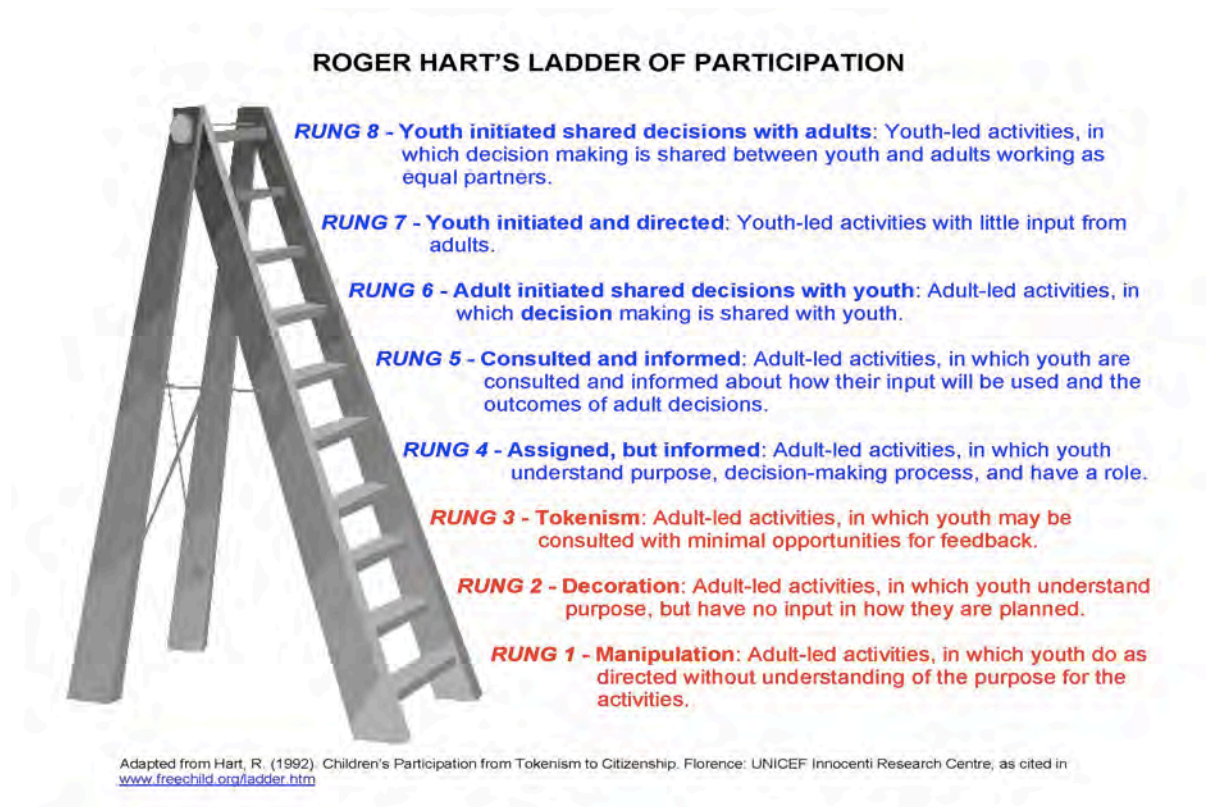 ROGER HART'S LADDER OF PARTICIPATION
RUNG 8 - Youth initiated shared decisions with adults: Youth-led activities, in
which decision making is shared between youth and adults working as
equal partners.
RUNG 7 - Youth initiated and directed: Youth-led activities with little input from
adults.
RUNG 6 - Adult initiated shared decisions with youth: Adult-led activities, in
which decision making is shared with youth.
RUNG 5 - Consulted and informed: Adult-led activities, in which youth are
consulted and informed about how their input will be used and the
outcomes of adult decisions.
RUNG 4 - Assigned, but informed: Adult-led activities, in which youth
understand purpose, decision-making process, and have a role.
RUNG 3 - Tokenism: Adult-led activities, in which youth may be
consulted with minimal opportunities for feedback.
RUNG 2 - Decoration: Adult-led activities, in which youth understand
purpose, but have no input in how they are planned.
RUNG 1 - Manipulation: Adult-led activities, in which youth do as
directed without understanding of the purpose for the
activities.
Adapted from Hart, R. (1992). Children's Participation from Tokenism to Citizenship. Florence: UNICEF Innocenti Research Centre, as cited in
www.freechild.org/ladder.htm